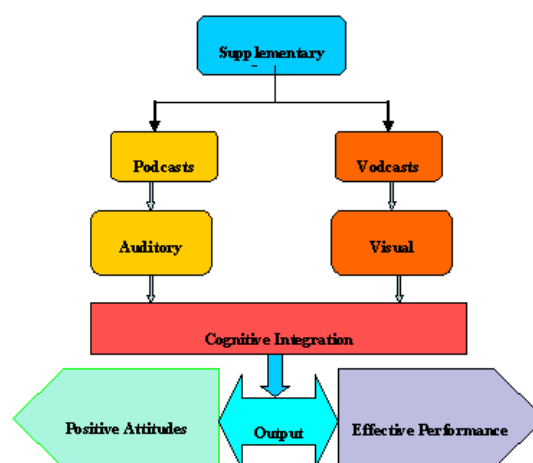 Supplementary
Podcasts
Vodcasts
Auditory
Visual
Cognitive Integration
Positive Attitudes
Output
Effective Performance